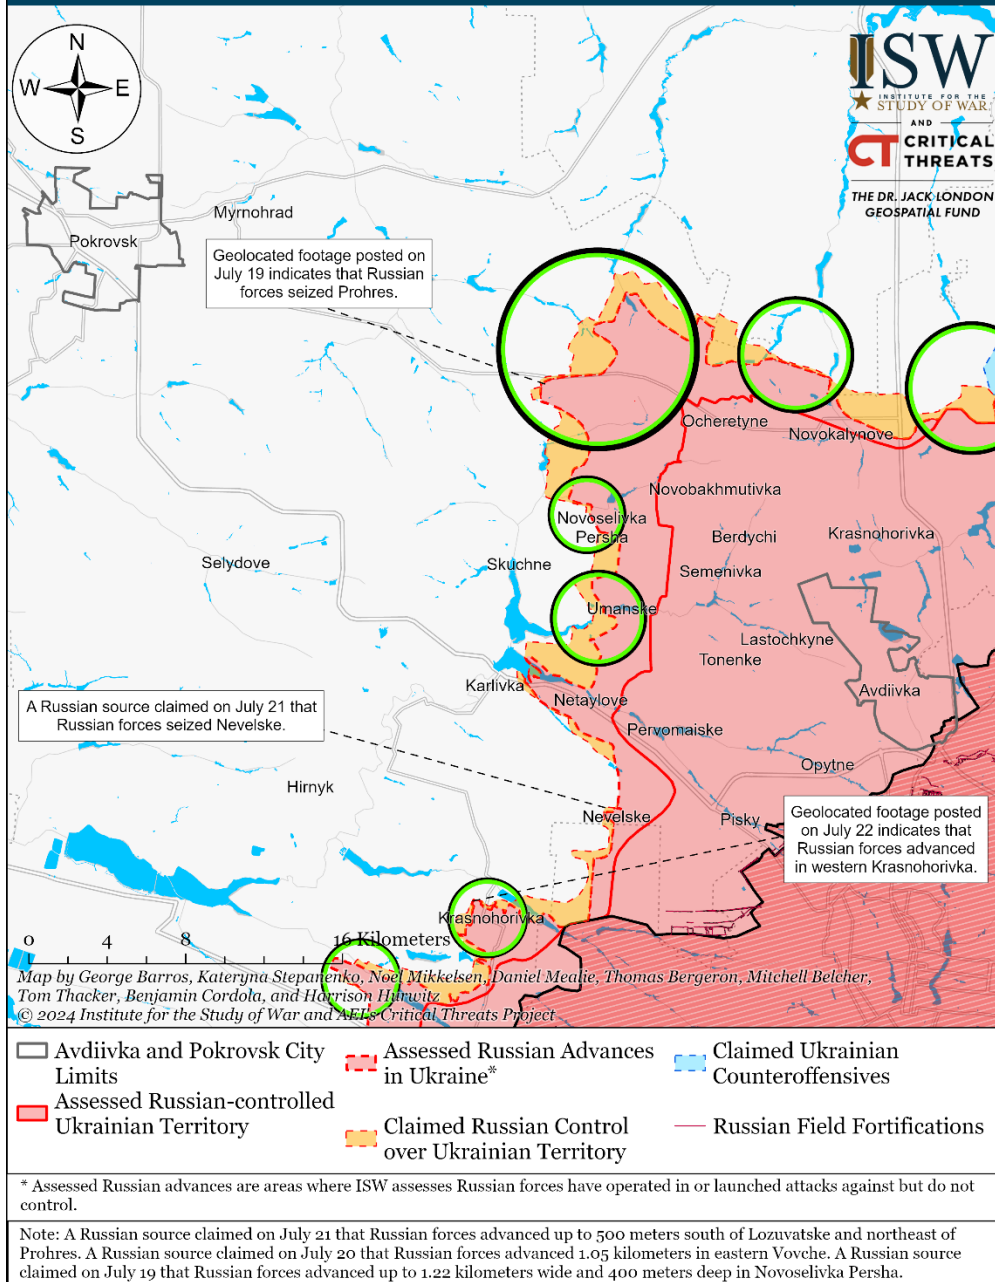 N
W E
S
ISW
INSTITUTE FOR THE
STUDY OF WAR
AND
CT CRITICAL
THREATS
THE DR. JACK LONDON
GEOSPATIAL FUND
Myrnohrad
Pokrovsk
Geolocated footage posted on
July 19 indicates that Russian
forces seized Prohres.
Ocheretyne
Novokalynove
Novobakhmutivka
Novoselivka
Persha
Berdychi
Krasnohorivka
Selydove
Skuchne
Semenivka
Umanske
Lastochkyne
Tonenke
Karlivka
Avdiivka
Netaylove
A Russian source claimed on July 21 that
Russian forces seized Nevelske.
Pervomaiske
Opytne
Hirnyk
Nevelske
Pisky
Geolocated footage posted
on July 22 indicates that
Russian forces advanced
in western Krasnohorivka.
Krasnohorivka
0 4 8 16 Kilometers
Map by George Barros, Kateryna Stepanenko, Noel Mikkelsen, Daniel Mealie, Thomas Bergeron, Mitchell Belcher,
Tom Thacker, Benjamin Cordola, and Harrison Hurwitz
© 2024 Institute for the Study of War and AEI's Critical Threats Project
Avdiivka and Pokrovsk City
Limits
Assessed Russian-controlled
Ukrainian Territory
Assessed Russian Advances
in Ukraine*
Claimed Russian Control
over Ukrainian Territory
Claimed Ukrainian
Counteroffensives
Russian Field Fortifications
* Assessed Russian advances are areas where ISW assesses Russian forces have operated in or launched attacks against but do not
control.
Note: A Russian source claimed on July 21 that Russian forces advanced up to 500 meters south of Lozuvatske and northeast of
Prohres. A Russian source claimed on July 20 that Russian forces advanced 1.05 kilometers in eastern Vovche. A Russian source
claimed on July 19 that Russian forces advanced up to 1.22 kilometers wide and 400 meters deep in Novoselivka Persha.